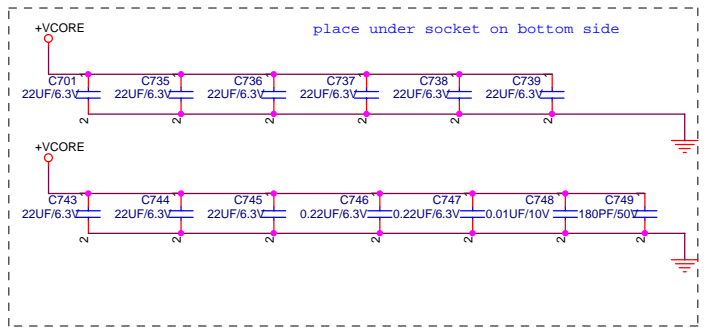 place under socket on bottom side
+VCORE
C701 C735 C736 C737 C738 C739
22UF/6.3V 22UF/6.3V 22UF/6.3V 22UF/6.3V 22UF/6.3V 22UF/6.3V
2 2 2 2 2 2
+VCORE
C743 C744 C745 C746 C747 C748 C749
22UF/6.3V 22UF/6.3V 22UF/6.3V 0.22UF/6.3V 0.22UF/6.3V 0.01UF/10V 180PF/50V
2 2 2 2 2 2 2